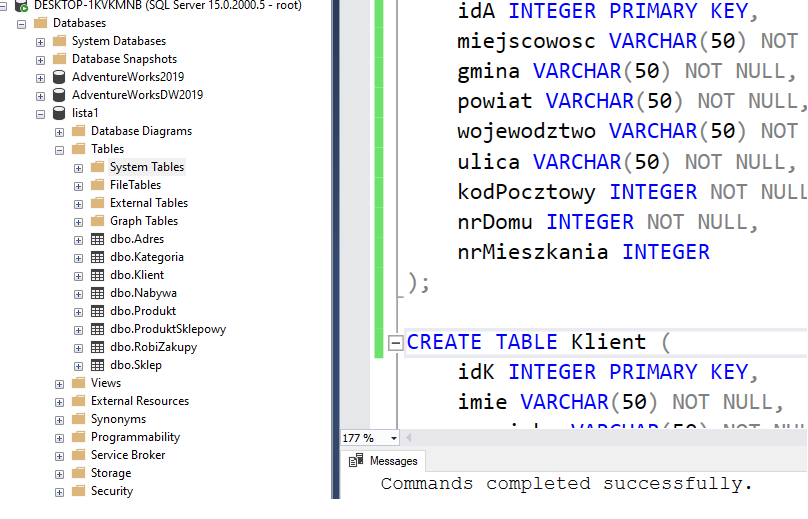 DESKTOP-1KVKMNB (SQL Server 15.0.2000.5 - root)
Databases
System Databases
Database Snapshots
AdventureWorks2019
AdventureWorksDW2019
lista1
Database Diagrams
Tables
System Tables
FileTables
External Tables
Graph Tables
dbo.Adres
dbo.Kategoria
dbo.Klient
dbo.Nabywa
dbo.Produkt
dbo.ProduktSklepowy
dbo.RobiZakupy
dbo.Sklep
Views
External Resources
Synonyms
Programmability
Service Broker
Storage
Security
idA INTEGER PRIMARY KEY,
miejscowosc VARCHAR(50) NOT
gmina VARCHAR(50) NOT NULL,
powiat VARCHAR(50) NOT NULL,
wojewodztwo VARCHAR(50) NOT
ulica VARCHAR(50) NOT NULL,
kodPocztowy INTEGER NOT NULL
nrDomu INTEGER NOT NULL,
nrMieszkania INTEGER
);
CREATE TABLE Klient (
idK INTEGER PRIMARY KEY,
imie VARCHAR(50) NOT NULL,
VARCHAR(50) NOT NULL
177 %
Messages
Commands completed successfully.